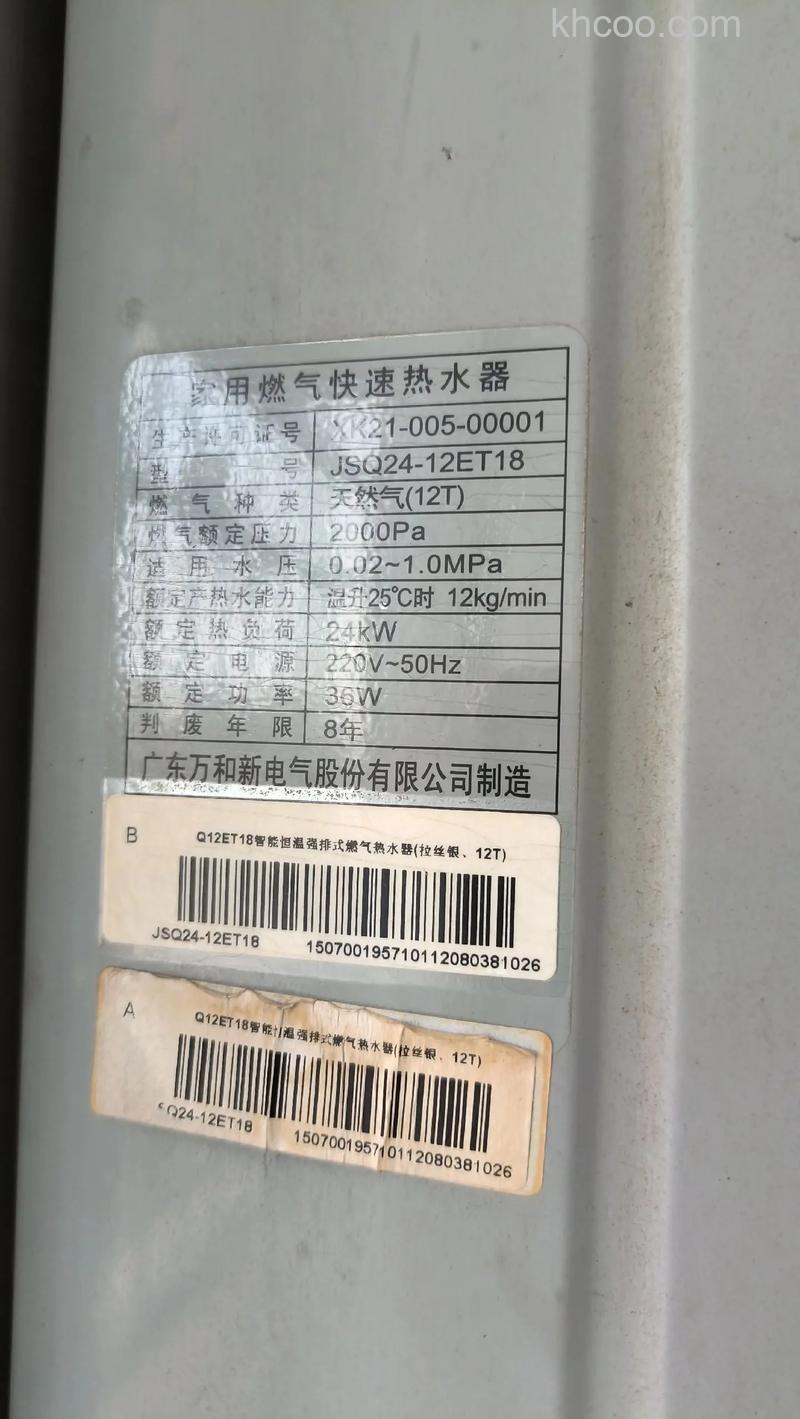 khcoo.com
家用燃气快速热水器
生产许可证号 XK21-005-00001
型号 JSQ24-12ET18
燃气种类 天然气(12T)
燃气额定压力 2000Pa
适用水压 0.02~1.0MPa
额定产热水能力 温升25℃时 12kg/min
额定热负荷 24kW
额定电源 220V~50Hz
额定功率 36W
判废年限 8年
广东万和新电气股份有限公司制造
B Q12ET18智能恒温强排式燃气热水器(拉丝银、12T)
JSQ24-12ET18 150700195710112080381026
A Q12ET18智能恒温强排式燃气热水器(拉丝银、12T)
SQ24-12ET18 150700195710112080381026